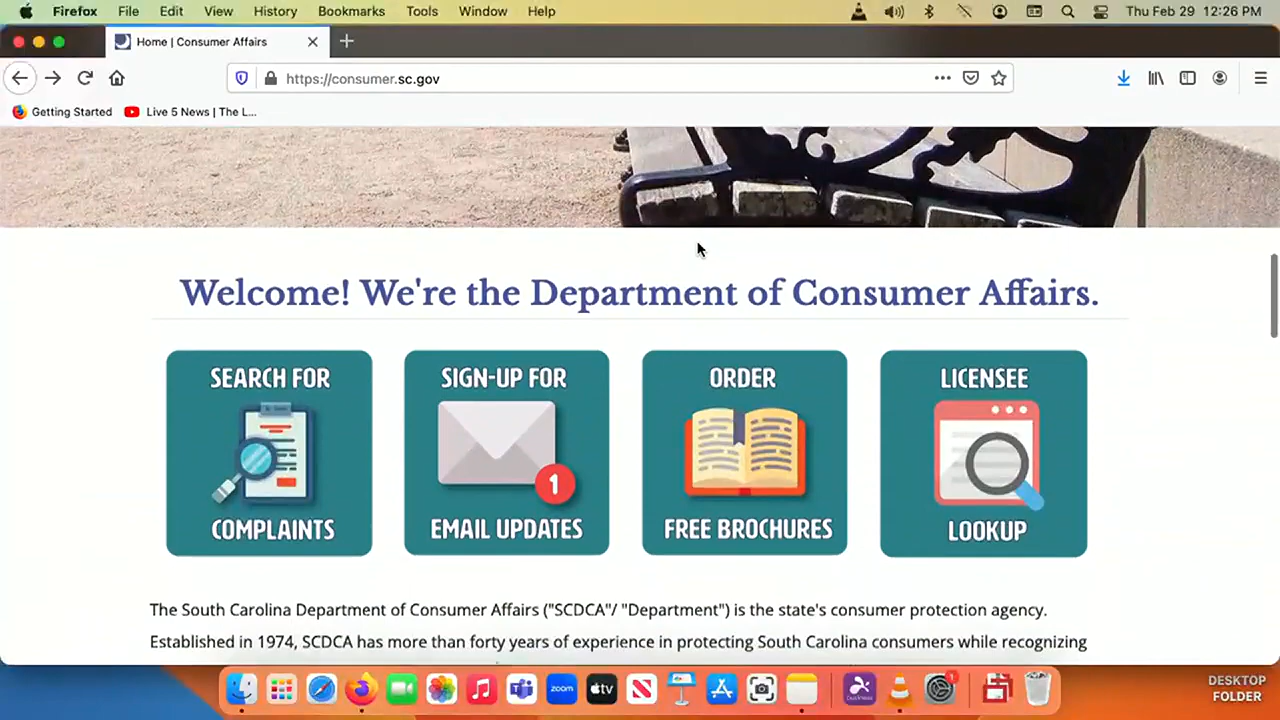 Firefox File Edit View History Bookmarks Tools Window Help Thu Feb 29 12:26 PM
Home | Consumer Affairs
https://consumer.sc.gov
Getting Started Live 5 News | The L...
Welcome! We're the Department of Consumer Affairs.
SEARCH FOR
COMPLAINTS
SIGN-UP FOR
1
EMAIL UPDATES
ORDER
FREE BROCHURES
LICENSEE
LOOKUP
The South Carolina Department of Consumer Affairs ("SCDCA"/ "Department") is the state's consumer protection agency.
Established in 1974, SCDCA has more than forty years of experience in protecting South Carolina consumers while recognizing
zoom
tv
DESKTOP
FOLDER